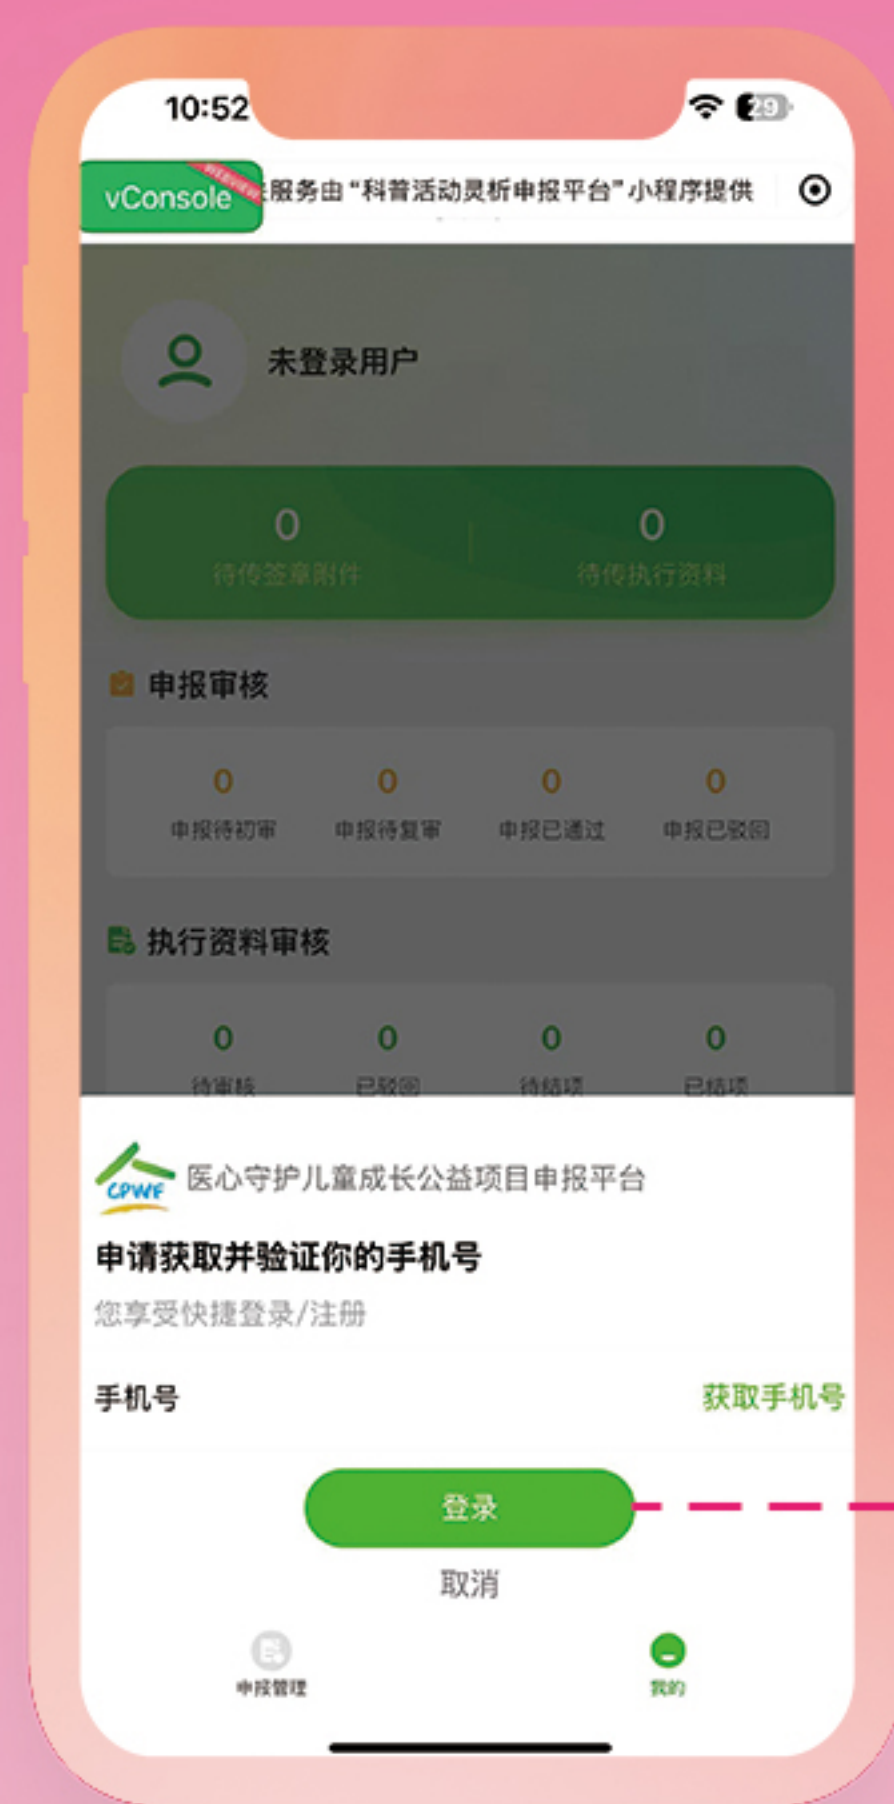 10:52
29
vConsole
服务由“科普活动灵析申报平台”小程序提供
未登录用户
0 0
待传签章附件 待传执行资料
申报审核
0 0 0 0
申报待初审 申报待复审 申报已通过 申报已驳回
执行资料审核
0 0 0 0
待审核 已驳回 待结项 已结项
CPWF 医心守护儿童成长公益项目申报平台
申请获取并验证你的手机号
您享受快捷登录/注册
手机号 获取手机号
登录
取消
申报管理 我的